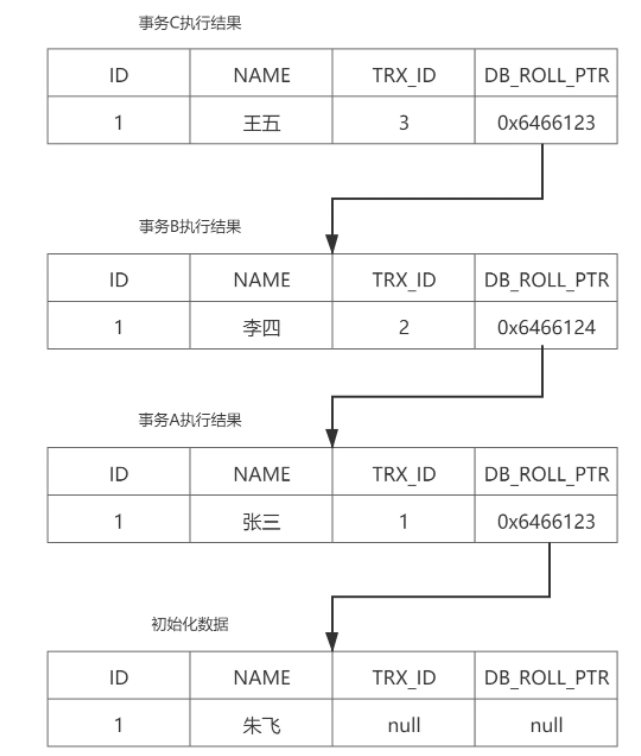 事务C执行结果
ID NAME TRX_ID DB_ROLL_PTR
1 王五 3 0x6466123
事务B执行结果
ID NAME TRX_ID DB_ROLL_PTR
1 李四 2 0x6466124
事务A执行结果
ID NAME TRX_ID DB_ROLL_PTR
1 张三 1 0x6466123
初始化数据
ID NAME TRX_ID DB_ROLL_PTR
1 朱飞 null null